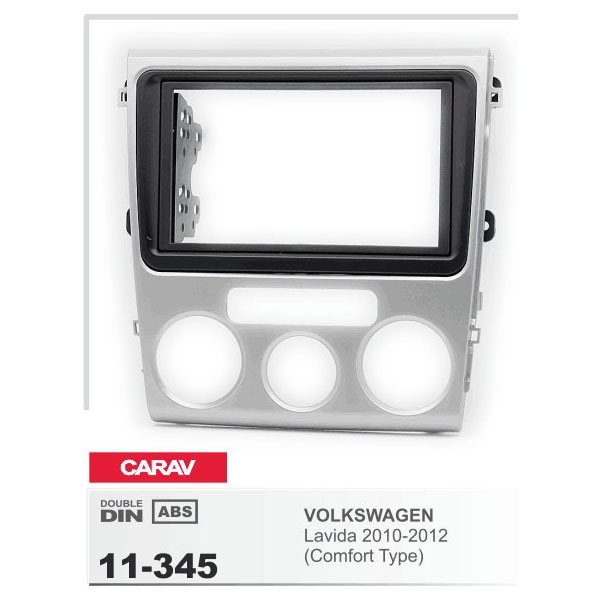 CARAV
DOUBLE
DIN
ABS
11-345
VOLKSWAGEN
Lavida 2010-2012
(Comfort Type)